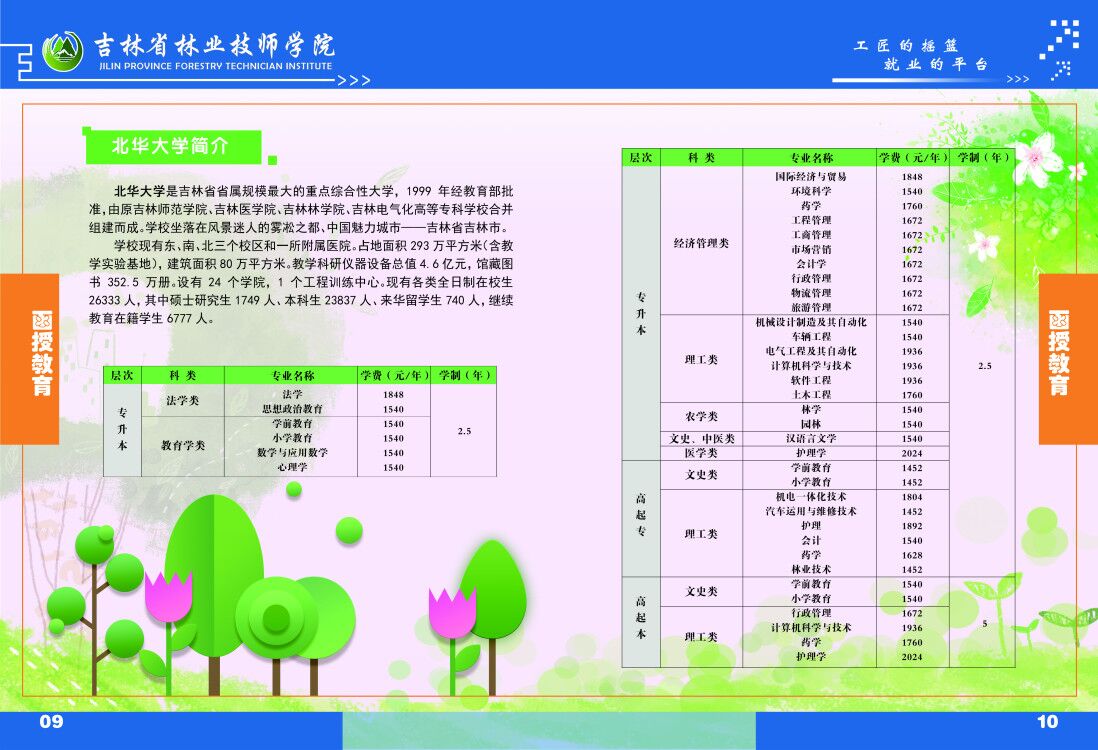 吉林省林业技师学院
JILIN PROVINCE FORESTRY TECHNICIAN INSTITUTE
>>>
工匠的摇篮
就业的平台
>>>
北华大学简介
北华大学是吉林省省属规模最大的重点综合性大学，1999 年经教育部批
准,由原吉林师范学院、吉林医学院、吉林林学院、吉林电气化高等专科学校合并
组建而成。学校坐落在风景迷人的雾凇之都、中国魅力城市——吉林省吉林市。
学校现有东、南、北三个校区和一所附属医院。占地面积 293 万平方米（含教
学实验基地），建筑面积 80 万平方米。教学科研仪器设备总值 4.6 亿元，馆藏图
书 352.5 万册。设有 24 个学院，1 个工程训练中心。现有各类全日制在校生
26333 人，其中硕士研究生 1749 人、本科生 23837 人、来华留学生 740 人，继续
教育在籍学生 6777 人。
函授教育
层次 科 类 专业名称 学费（元/年） 学制（年）
专升本
法学类
法学 1848
思想政治教育 1540
教育学类
学前教育 1540
小学教育 1540
数学与应用数学 1540
心理学 1540
2.5
层次 科 类 专业名称 学费（元/年） 学制（年）
专升本
经济管理类
国际经济与贸易 1848
环境科学 1540
药学 1760
工程管理 1672
工商管理 1672
市场营销 1672
会计学 1672
行政管理 1672
物流管理 1672
旅游管理 1672
理工类
机械设计制造及其自动化 1540
车辆工程 1540
电气工程及其自动化 1936
计算机科学与技术 1936
软件工程 1936
土木工程 1760
农学类
林学 1540
园林 1540
文史、中医类 汉语言文学 1540
医学类 护理学 2024
2.5
高起专
文史类
学前教育 1452
小学教育 1452
理工类
机电一体化技术 1804
汽车运用与维修技术 1452
护理 1892
会计 1540
药学 1628
林业技术 1452
高起本
文史类
学前教育 1540
小学教育 1540
理工类
行政管理 1672
计算机科学与技术 1936
药学 1760
护理学 2024
5
函授教育
09
10